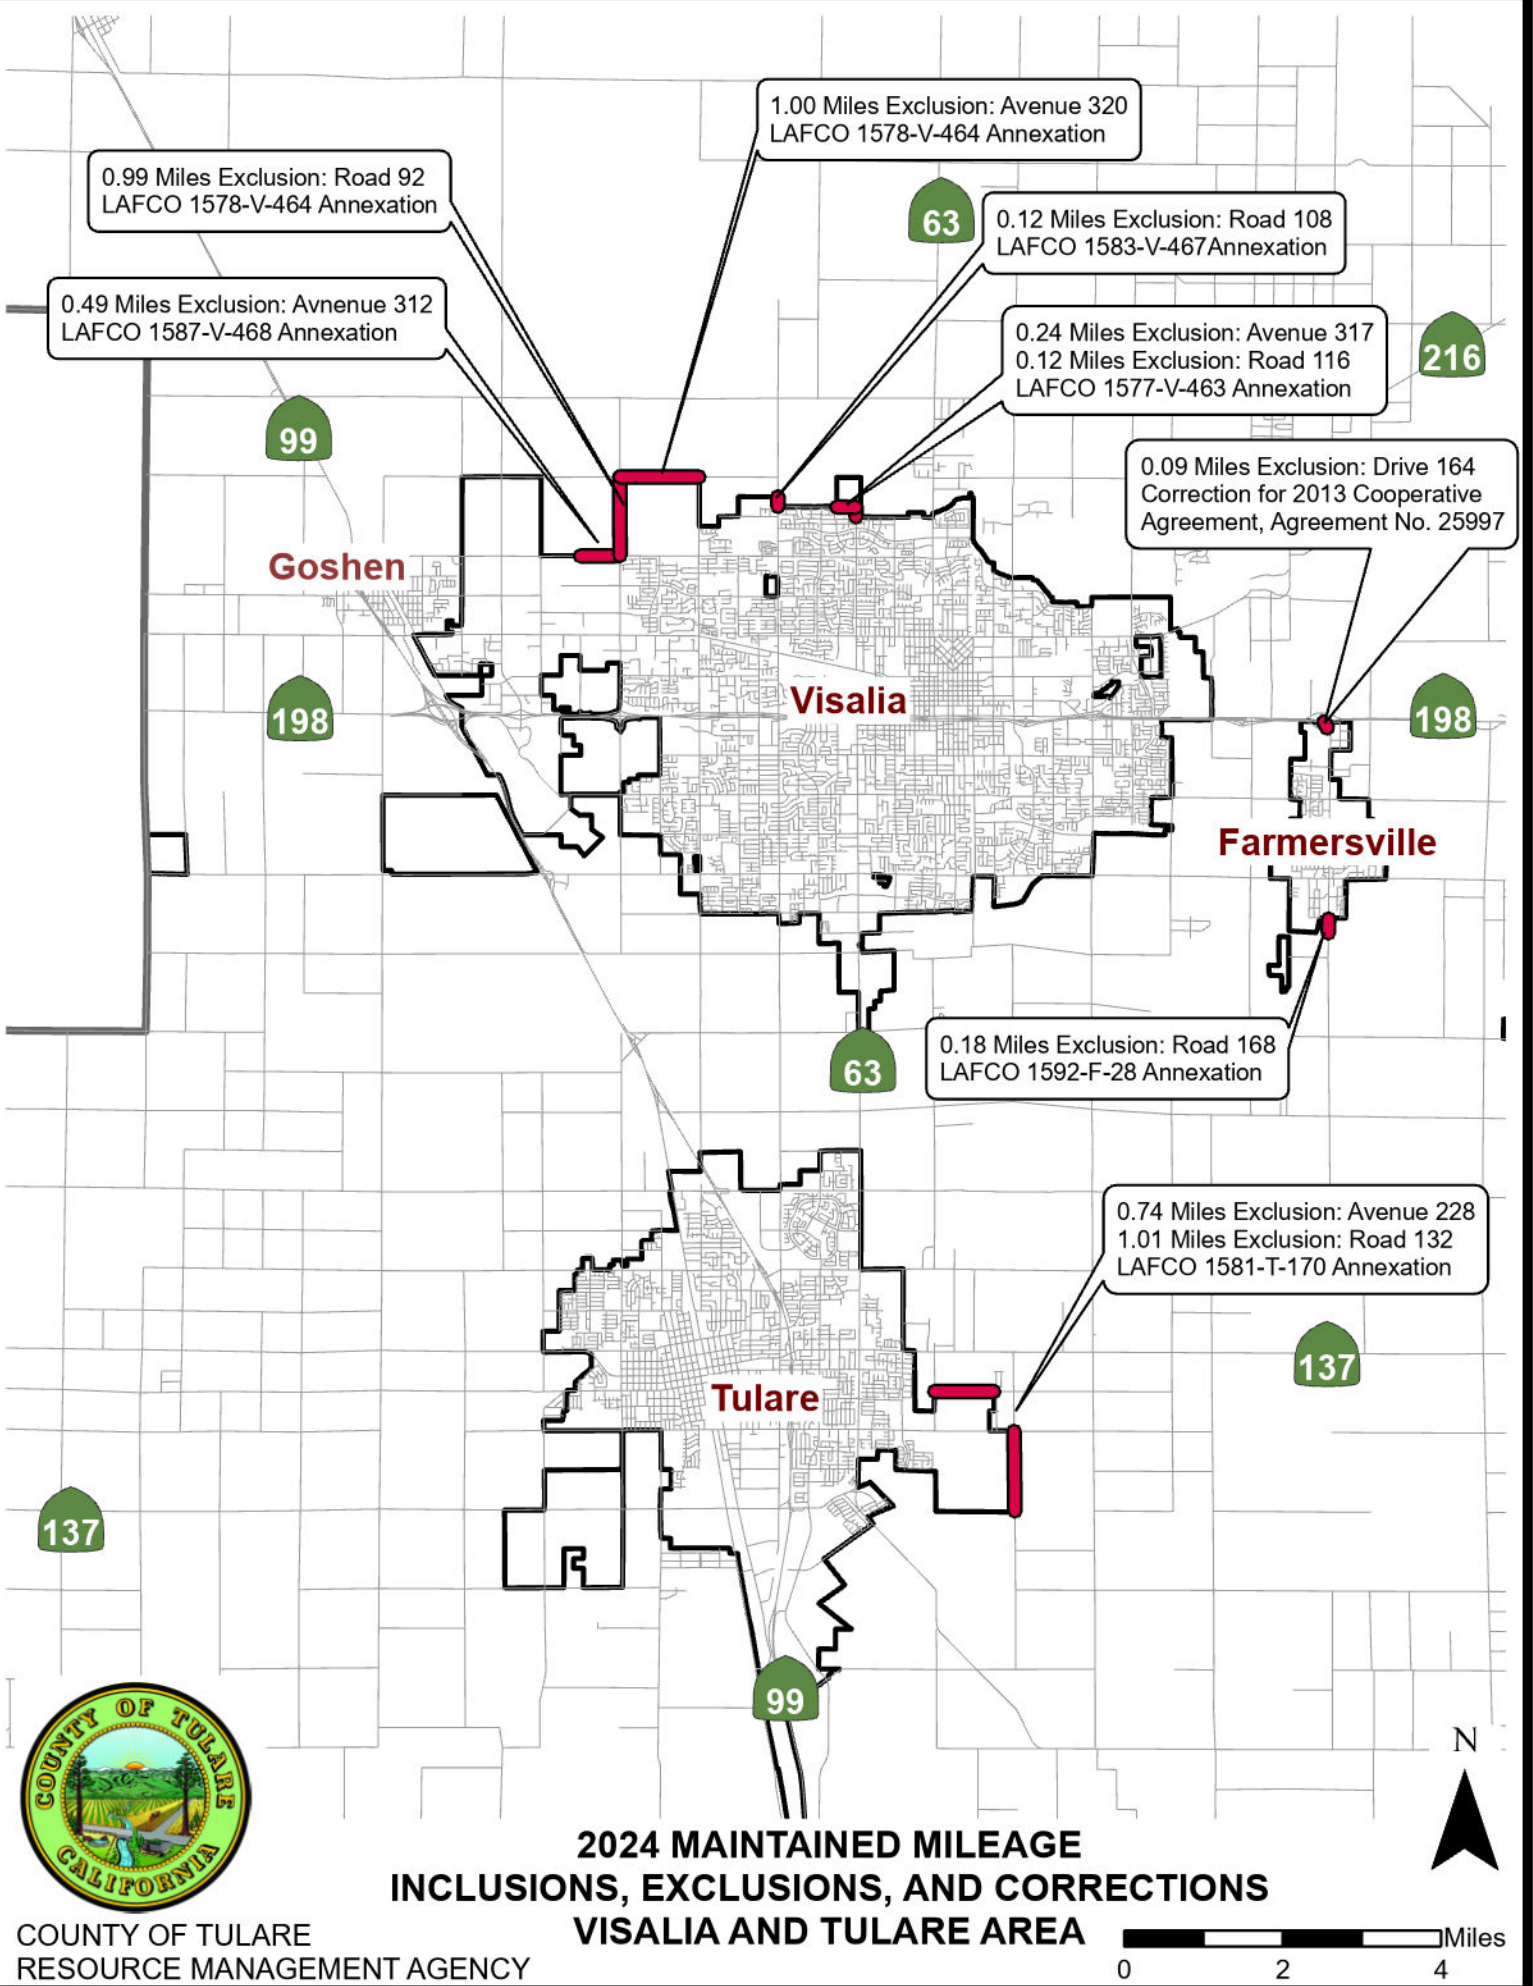 1.00 Miles Exclusion: Avenue 320
LAFCO 1578-V-464 Annexation
0.99 Miles Exclusion: Road 92
LAFCO 1578-V-464 Annexation
63
0.12 Miles Exclusion: Road 108
LAFCO 1583-V-467Annexation
0.49 Miles Exclusion: Avnenue 312
LAFCO 1587-V-468 Annexation
0.24 Miles Exclusion: Avenue 317
0.12 Miles Exclusion: Road 116
LAFCO 1577-V-463 Annexation
216
99
0.09 Miles Exclusion: Drive 164
Correction for 2013 Cooperative
Agreement, Agreement No. 25997
Goshen
Visalia
198
198
Farmersville
0.18 Miles Exclusion: Road 168
LAFCO 1592-F-28 Annexation
63
0.74 Miles Exclusion: Avenue 228
1.01 Miles Exclusion: Road 132
LAFCO 1581-T-170 Annexation
137
Tulare
137
99
COUNTY OF TULARE
CALIFORNIA
N
2024 MAINTAINED MILEAGE
INCLUSIONS, EXCLUSIONS, AND CORRECTIONS
VISALIA AND TULARE AREA
COUNTY OF TULARE
RESOURCE MANAGEMENT AGENCY
Miles
0 2 4